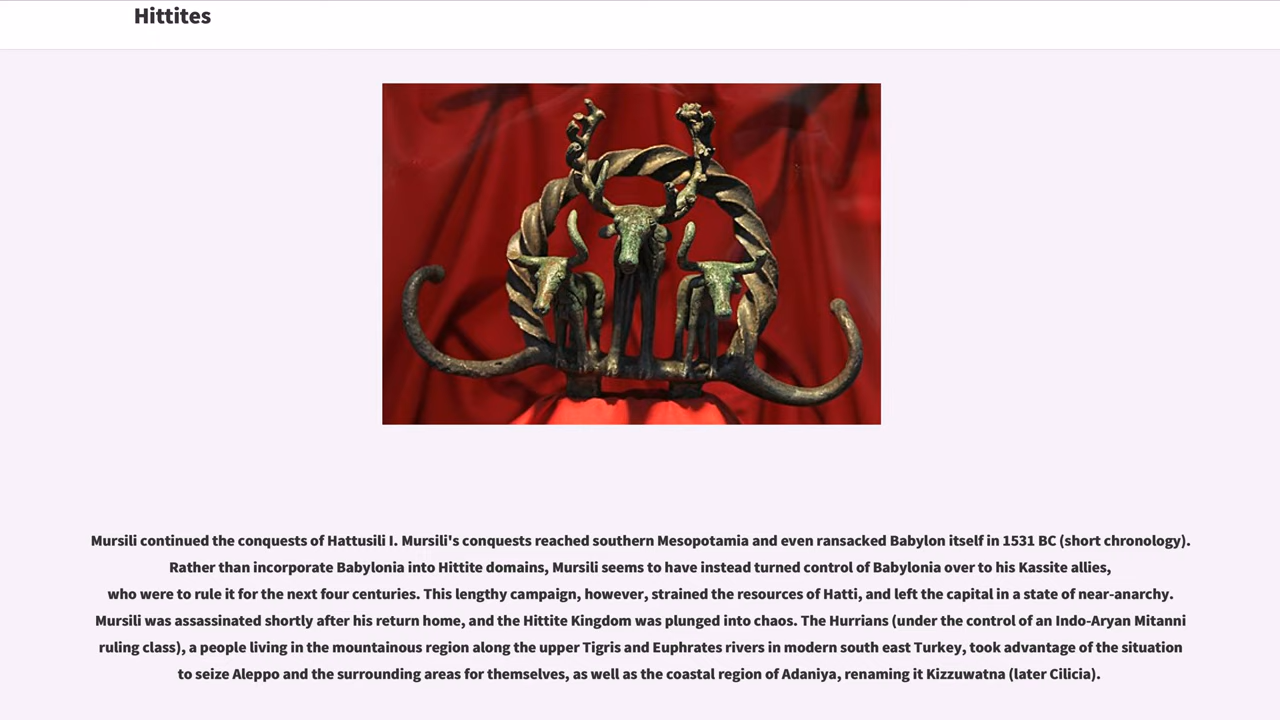 Hittites
Mursili continued the conquests of Hattusili I. Mursili's conquests reached southern Mesopotamia and even ransacked Babylon itself in 1531 BC (short chronology).
Rather than incorporate Babylonia into Hittite domains, Mursili seems to have instead turned control of Babylonia over to his Kassite allies,
who were to rule it for the next four centuries. This lengthy campaign, however, strained the resources of Hatti, and left the capital in a state of near-anarchy.
Mursili was assassinated shortly after his return home, and the Hittite Kingdom was plunged into chaos. The Hurrians (under the control of an Indo-Aryan Mitanni
ruling class), a people living in the mountainous region along the upper Tigris and Euphrates rivers in modern south east Turkey, took advantage of the situation
to seize Aleppo and the surrounding areas for themselves, as well as the coastal region of Adaniya, renaming it Kizzuwatna (later Cilicia).